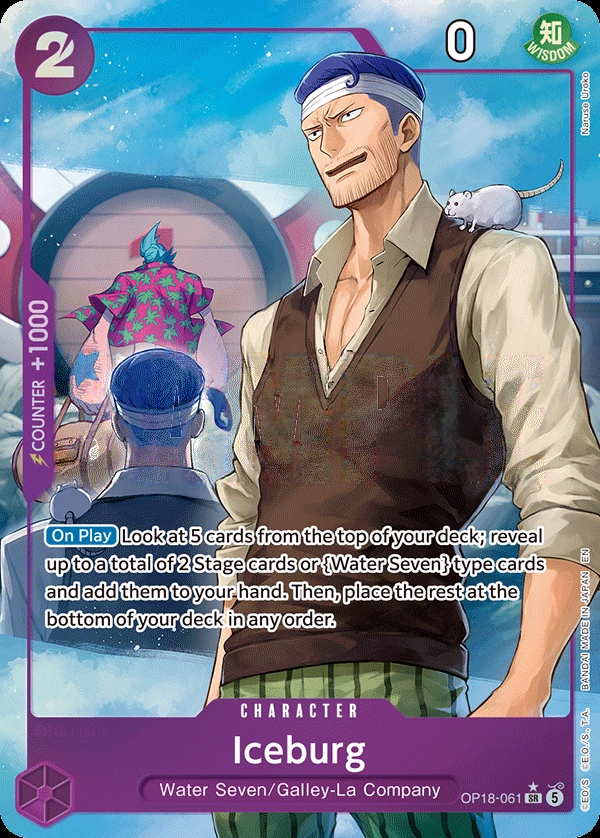 2
0
知
WISDOM
Naruse Uroko
COUNTER +1000
On Play Look at 5 cards from the top of your deck; reveal
up to a total of 2 Stage cards or {Water Seven} type cards
and add them to your hand. Then, place the rest at the
bottom of your deck in any order.
BANDAI MADE IN JAPAN EN
©E.O/S., T.A.
CHARACTER
Iceburg
Water Seven/Galley-La Company
OP18-061 SR 5